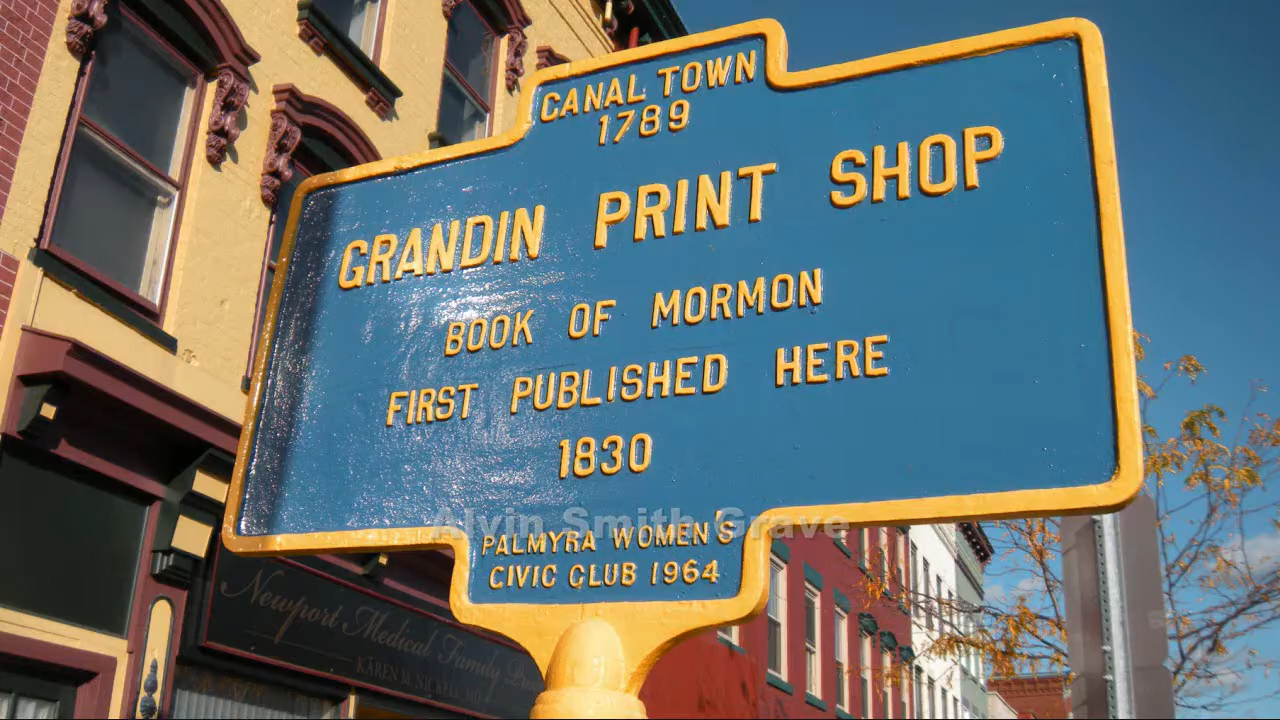 CANAL TOWN
1789
GRANDIN PRINT SHOP
BOOK OF MORMON
FIRST PUBLISHED HERE
1830
Alvin Smith Grave
PALMYRA WOMEN'S
CIVIC CLUB 1964
Newport Medical Family
KAREN M. NICKELL, MD